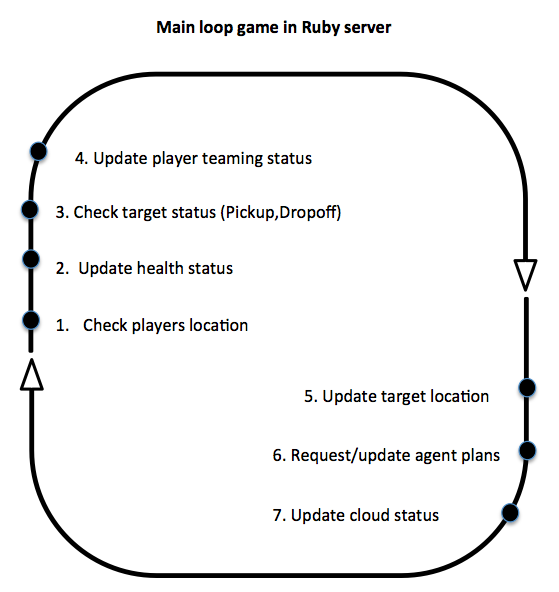 Main loop game in Ruby server
4. Update player teaming status
3. Check target status (Pickup,Dropoff)
2. Update health status
1. Check players location
5. Update target location
6. Request/update agent plans
7. Update cloud status